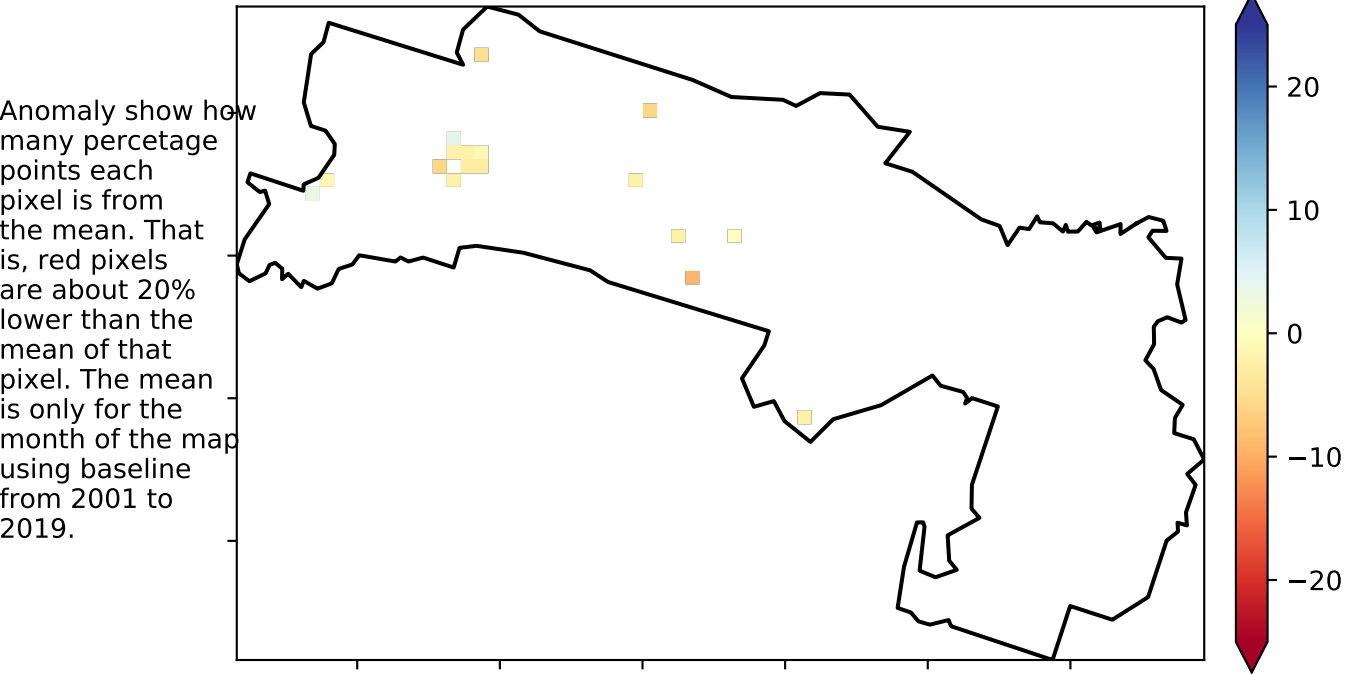 Anomaly show how
many percetage
points each
pixel is from
the mean. That
is, red pixels
are about 20%
lower than the
mean of that
pixel. The mean
is only for the
month of the map
using baseline
from 2001 to
2019.
20
10
0
−10
−20